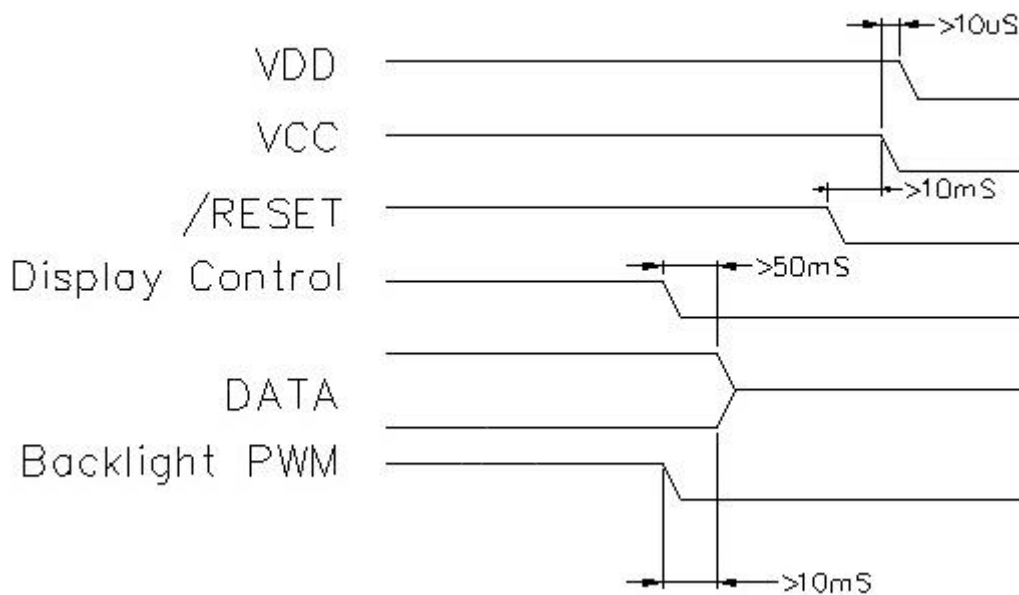 >10uS
VDD
VCC
>10mS
/RESET
>50mS
Display Control
DATA
Backlight PWM
>10mS